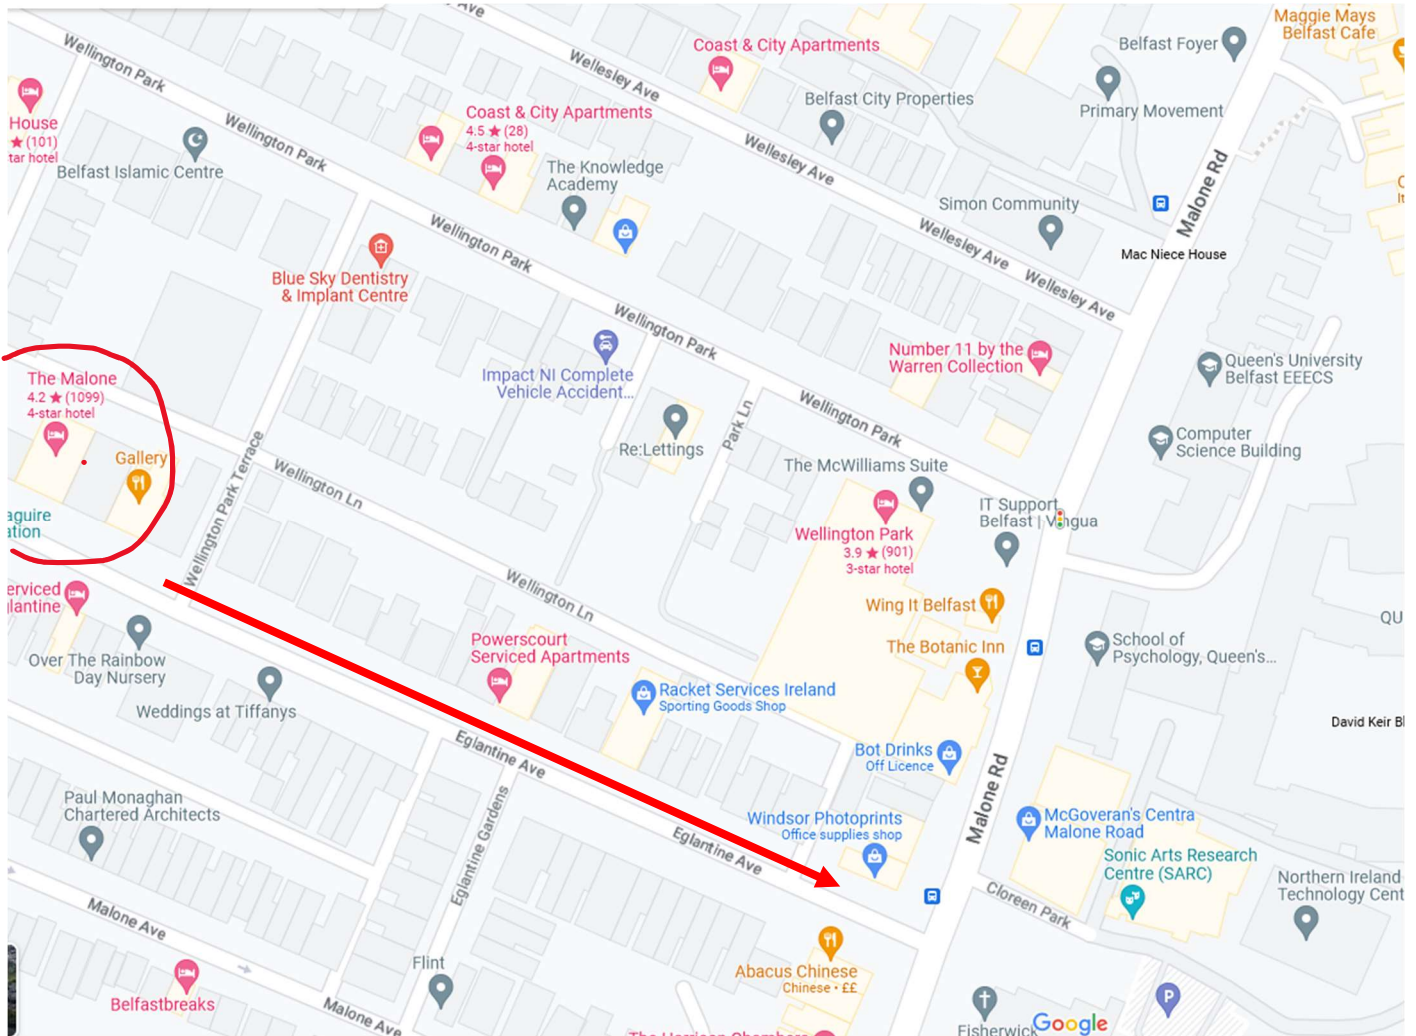 Ave
Maggie Mays
Belfast Cafe
Belfast Foyer
Coast & City Apartments
Wellington Park
Wellesley Ave
Belfast City Properties
Primary Movement
House
(101)
tar hotel
Coast & City Apartments
4.5 ★ (28)
4-star hotel
Wellington Park
Belfast Islamic Centre
The Knowledge
Academy
Wellesley Ave
Malone Rd
Simon Community
Mac Niece House
Wellington Park
Wellesley Ave
Wellesley Ave
Blue Sky Dentistry
& Implant Centre
Wellington Park
Number 11 by the
Warren Collection
Queen's University
Belfast EEECS
Impact NI Complete
Vehicle Accident...
The Malone
4.2 ★ (1099)
4-star hotel
Gallery
Re:Lettings
Park Ln
Wellington Park
Computer
Science Building
The McWilliams Suite
Wellington Park Terrace
Wellington Ln
IT Support
Belfast | Vingua
Wellington Park
3.9 ★ (901)
3-star hotel
aguire
ation
Wellington Ln
Wing It Belfast
The Botanic Inn
QU
School of
Psychology, Queen's...
erviced
glantine
Over The Rainbow
Day Nursery
Powerscourt
Serviced Apartments
Weddings at Tiffanys
Racket Services Ireland
Sporting Goods Shop
David Keir Bl
Eglantine Ave
Bot Drinks
Off Licence
Malone Rd
Paul Monaghan
Chartered Architects
Eglantine Gardens
Windsor Photoprints
Office supplies shop
McGoveran's Centra
Malone Road
Eglantine Ave
Sonic Arts Research
Centre (SARC)
Northern Ireland
Technology Cent
Cloreen Park
Malone Ave
Flint
Abacus Chinese
Chinese • ££
Belfastbreaks
Malone Ave
P
Fisherwick
Google